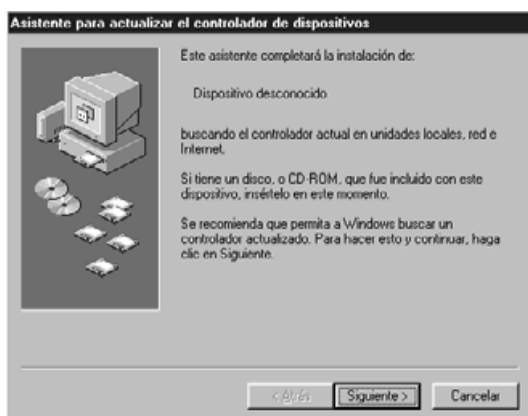 Asistente para actualizar el controlador de dispositivos
Este asistente completará la instalación de:
Dispositivo desconocido
buscando el controlador actual en unidades locales, red e
Internet.
Si tiene un disco, o CD-ROM, que fue incluido con este
dispositivo, insértelo en este momento.
Se recomienda que permita a Windows buscar un
controlador actualizado. Para hacer esto y continuar, haga
clic en Siguiente.
< Atrás
Siguiente >
Cancelar